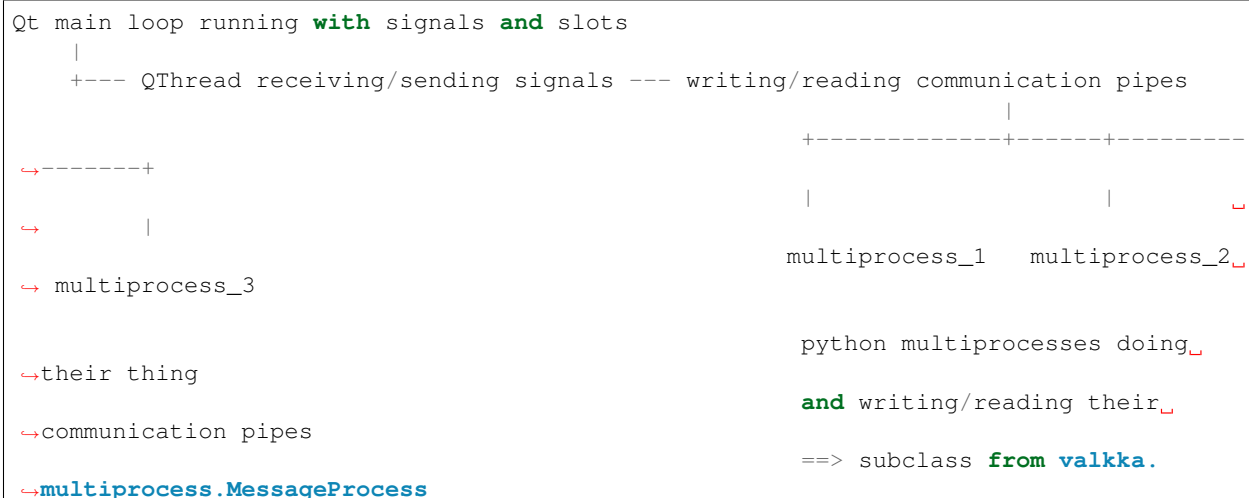 Qt main loop running with signals and slots
    |
    +--- QThread receiving/sending signals --- writing/reading communication pipes
                                                                     |
                                                       +-------------+------+---------
↪-------+
                                                       |                    |        ␣
↪       |
                                                      multiprocess_1   multiprocess_2␣
↪ multiprocess_3

                                                       python multiprocesses doing␣
↪their thing
                                                       and writing/reading their␣
↪communication pipes
                                                       ==> subclass from valkka.
↪multiprocess.MessageProcess